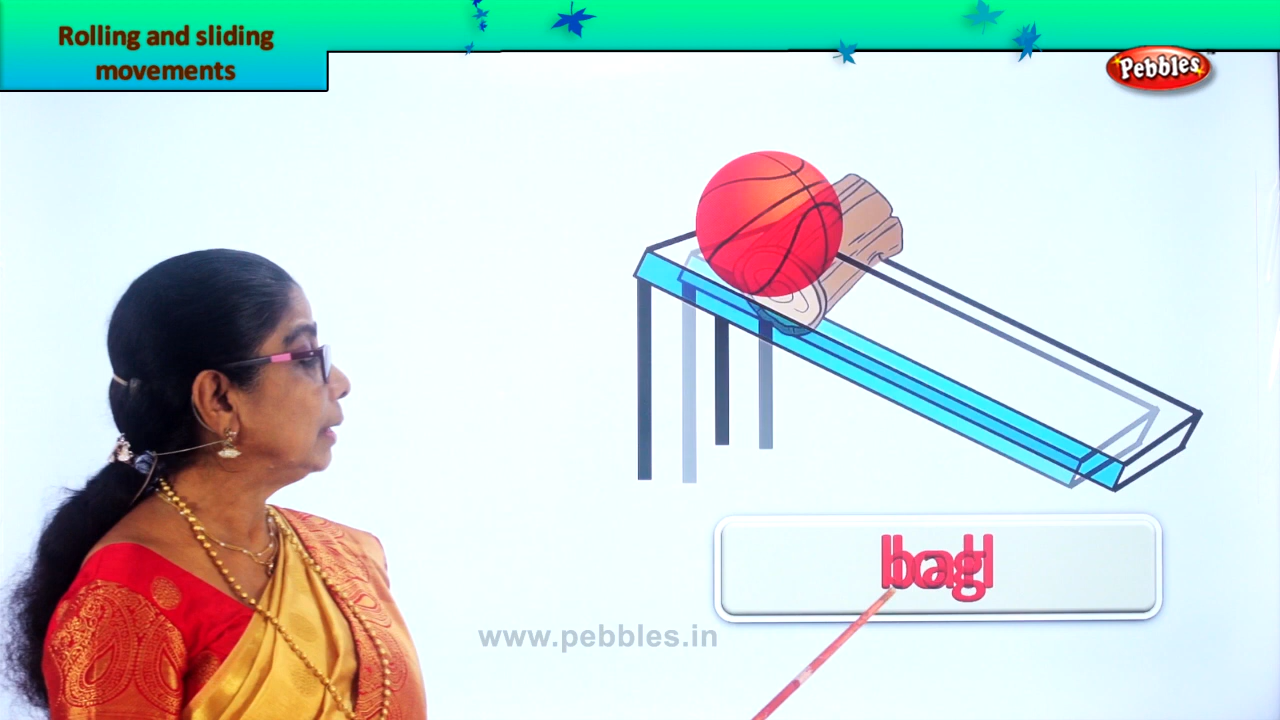 Rolling and sliding
movements
Pebbles
www.pebbles.in